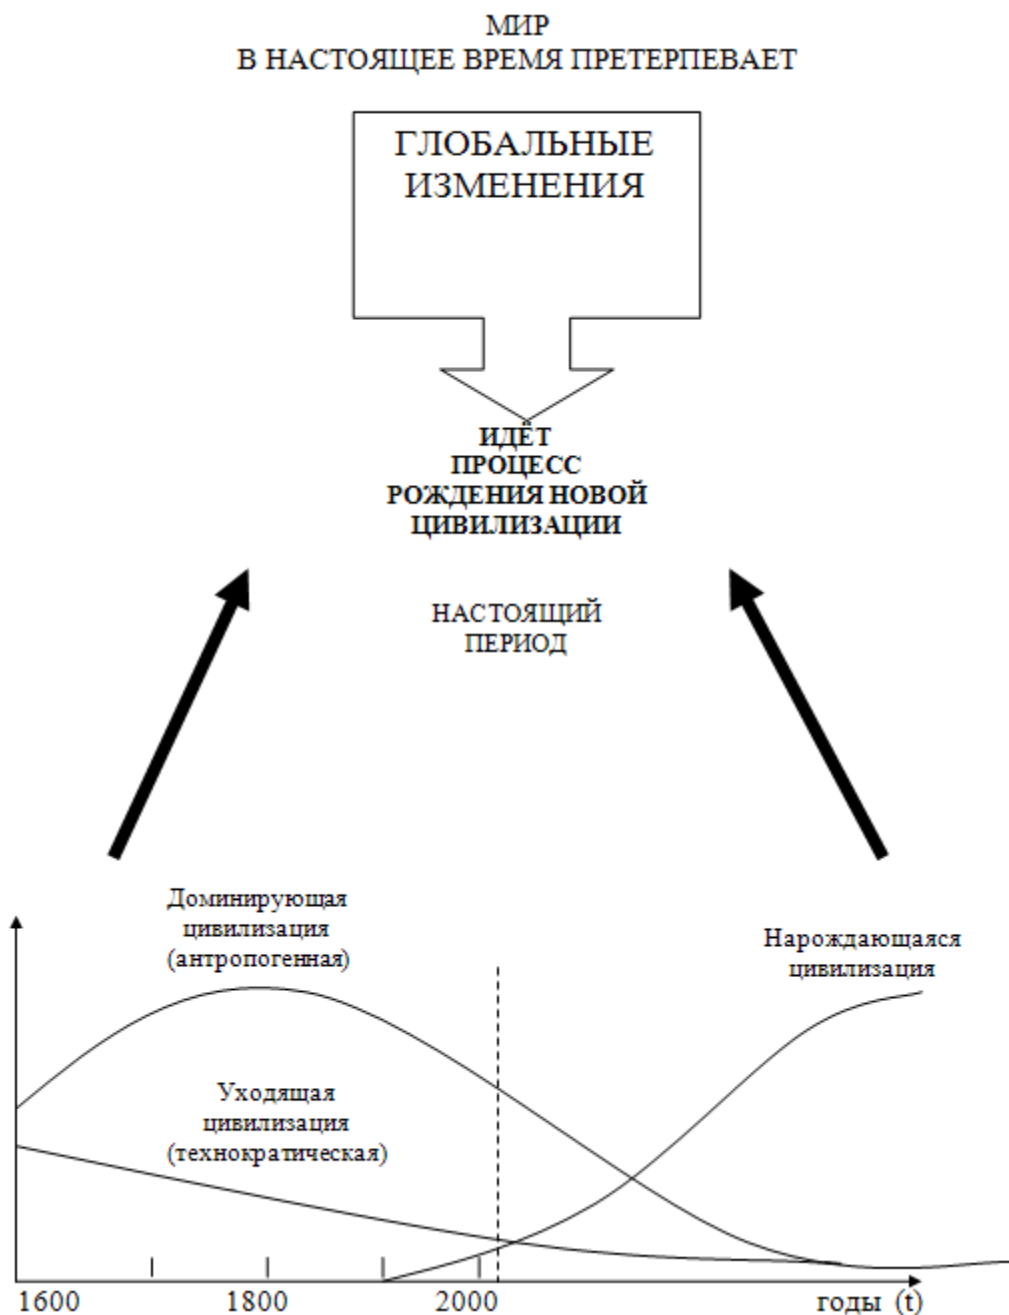 МИР
В НАСТОЯЩЕЕ ВРЕМЯ ПРЕТЕРПЕВАЕТ
ГЛОБАЛЬНЫЕ
ИЗМЕНЕНИЯ
ИДЁТ
ПРОЦЕСС
РОЖДЕНИЯ НОВОЙ
ЦИВИЛИЗАЦИИ
НАСТОЯЩИЙ
ПЕРИОД
Доминирующая
цивилизация
(антропогенная)
Нарождающаяся
цивилизация
Уходящая
цивилизация
(технократическая)
1600 1800 2000 годы (t)